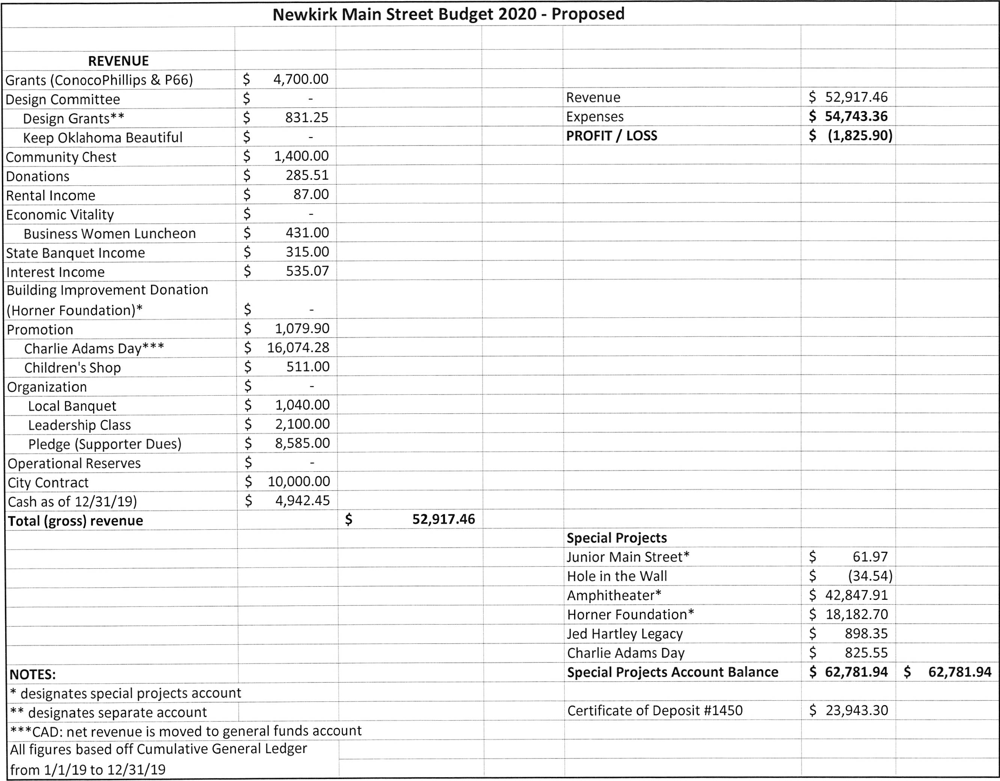 Newkirk Main Street Budget 2020 - Proposed
REVENUE
Grants (ConocoPhillips & P66) $ 4,700.00
Design Committee $ - Revenue $ 52,917.46
Design Grants** $ 831.25 Expenses $ 54,743.36
Keep Oklahoma Beautiful $ - PROFIT / LOSS $ (1,825.90)
Community Chest $ 1,400.00
Donations $ 285.51
Rental Income $ 87.00
Economic Vitality $ -
Business Women Luncheon $ 431.00
State Banquet Income $ 315.00
Interest Income $ 535.07
Building Improvement Donation
(Horner Foundation)* $ -
Promotion $ 1,079.90
Charlie Adams Day*** $ 16,074.28
Children's Shop $ 511.00
Organization $ -
Local Banquet $ 1,040.00
Leadership Class $ 2,100.00
Pledge (Supporter Dues) $ 8,585.00
Operational Reserves $ -
City Contract $ 10,000.00
Cash as of 12/31/19) $ 4,942.45
Total (gross) revenue $ 52,917.46
Special Projects
Junior Main Street* $ 61.97
Hole in the Wall $ (34.54)
Amphitheater* $ 42,847.91
Horner Foundation* $ 18,182.70
Jed Hartley Legacy $ 898.35
Charlie Adams Day $ 825.55
NOTES: Special Projects Account Balance $ 62,781.94 $ 62,781.94
* designates special projects account
** designates separate account Certificate of Deposit #1450 $ 23,943.30
***CAD: net revenue is moved to general funds account
All figures based off Cumulative General Ledger
from 1/1/19 to 12/31/19